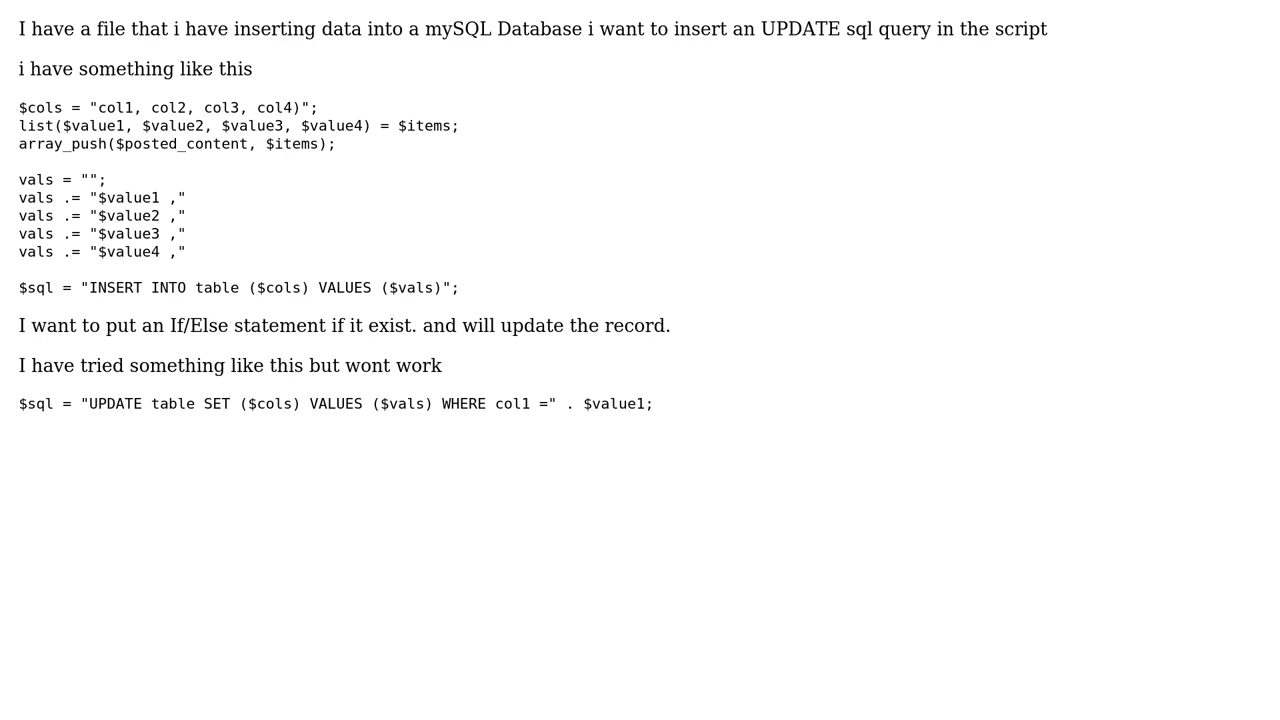 I have a file that i have inserting data into a mySQL Database i want to insert an UPDATE sql query in the script
i have something like this
$cols = "col1, col2, col3, col4)";
list($value1, $value2, $value3, $value4) = $items;
array_push($posted_content, $items);
vals = "";
vals .= "$value1 ,"
vals .= "$value2 ,"
vals .= "$value3 ,"
vals .= "$value4 ,"
$sql = "INSERT INTO table ($cols) VALUES ($vals)";
I want to put an If/Else statement if it exist. and will update the record.
I have tried something like this but wont work
$sql = "UPDATE table SET ($cols) VALUES ($vals) WHERE col1 =" . $value1;